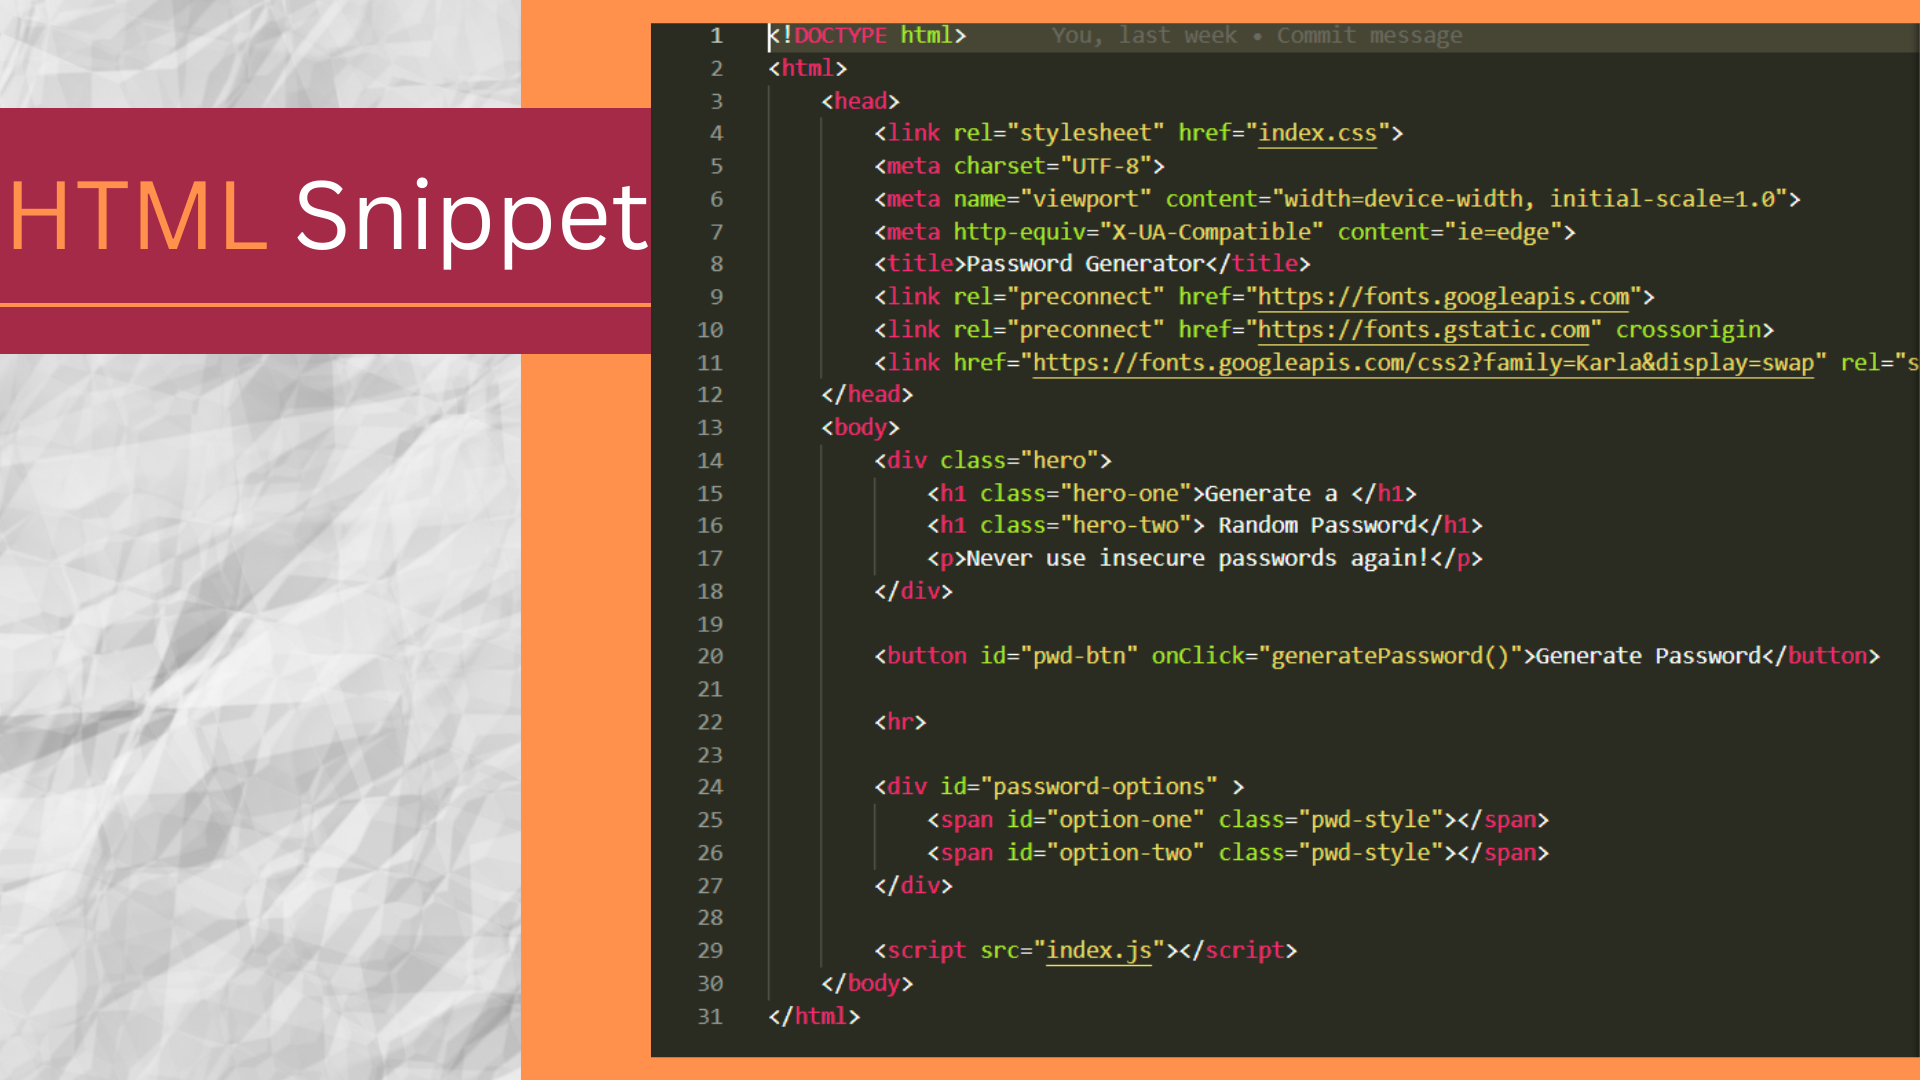 HTML Snippet
1 <!DOCTYPE html> You, last week • Commit message
2 <html>
3 <head>
4 <link rel="stylesheet" href="index.css">
5 <meta charset="UTF-8">
6 <meta name="viewport" content="width=device-width, initial-scale=1.0">
7 <meta http-equiv="X-UA-Compatible" content="ie=edge">
8 <title>Password Generator</title>
9 <link rel="preconnect" href="https://fonts.googleapis.com">
10 <link rel="preconnect" href="https://fonts.gstatic.com" crossorigin>
11 <link href="https://fonts.googleapis.com/css2?family=Karla&display=swap" rel="s
12 </head>
13 <body>
14 <div class="hero">
15 <h1 class="hero-one">Generate a </h1>
16 <h1 class="hero-two"> Random Password</h1>
17 <p>Never use insecure passwords again!</p>
18 </div>
19
20 <button id="pwd-btn" onClick="generatePassword()">Generate Password</button>
21
22 <hr>
23
24 <div id="password-options" >
25 <span id="option-one" class="pwd-style"></span>
26 <span id="option-two" class="pwd-style"></span>
27 </div>
28
29 <script src="index.js"></script>
30 </body>
31 </html>